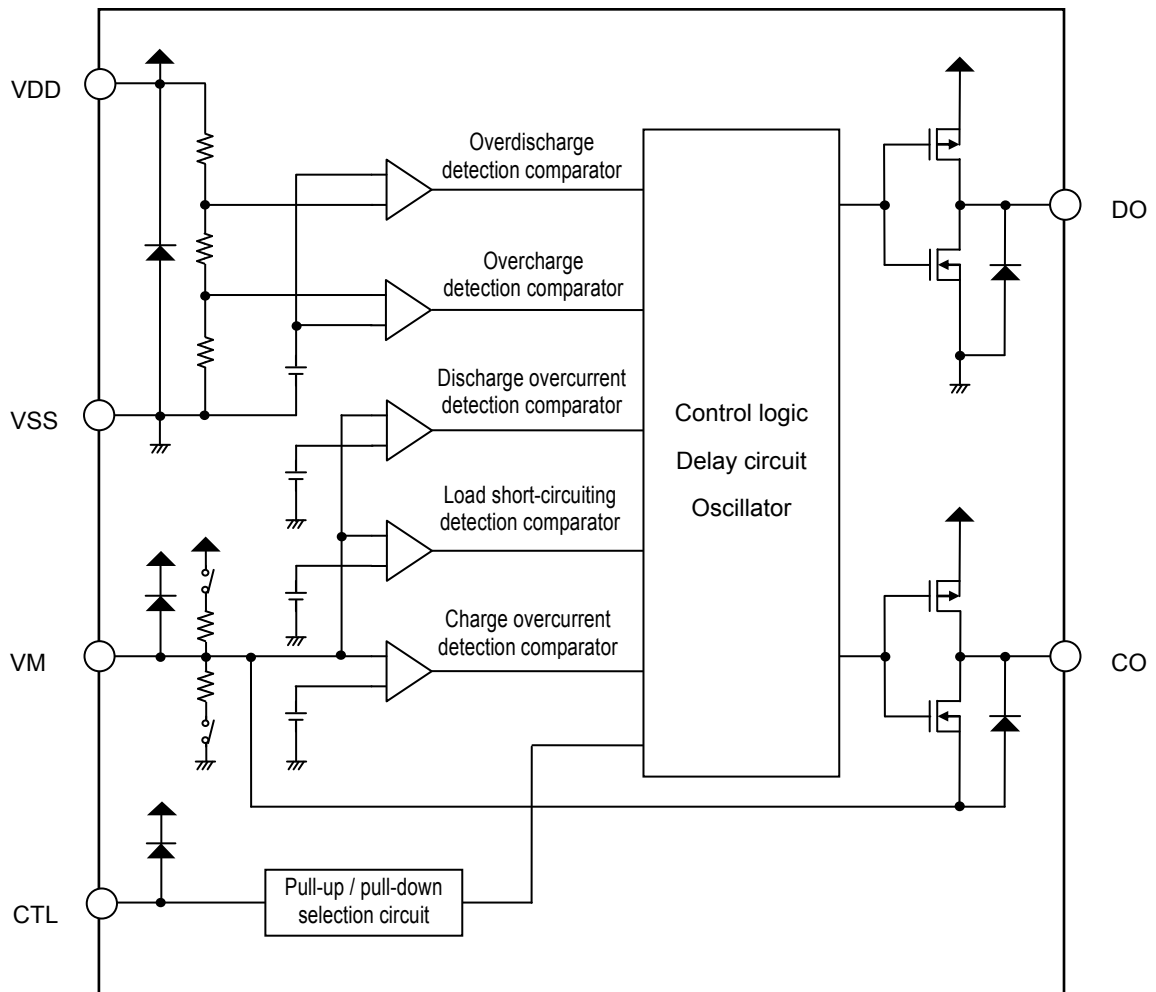 VDD
Overdischarge
detection comparator
DO
Overcharge
detection comparator
Discharge overcurrent
detection comparator
VSS
Control logic
Delay circuit
Oscillator
Load short-circuiting
detection comparator
Charge overcurrent
detection comparator
VM
CO
Pull-up / pull-down
selection circuit
CTL